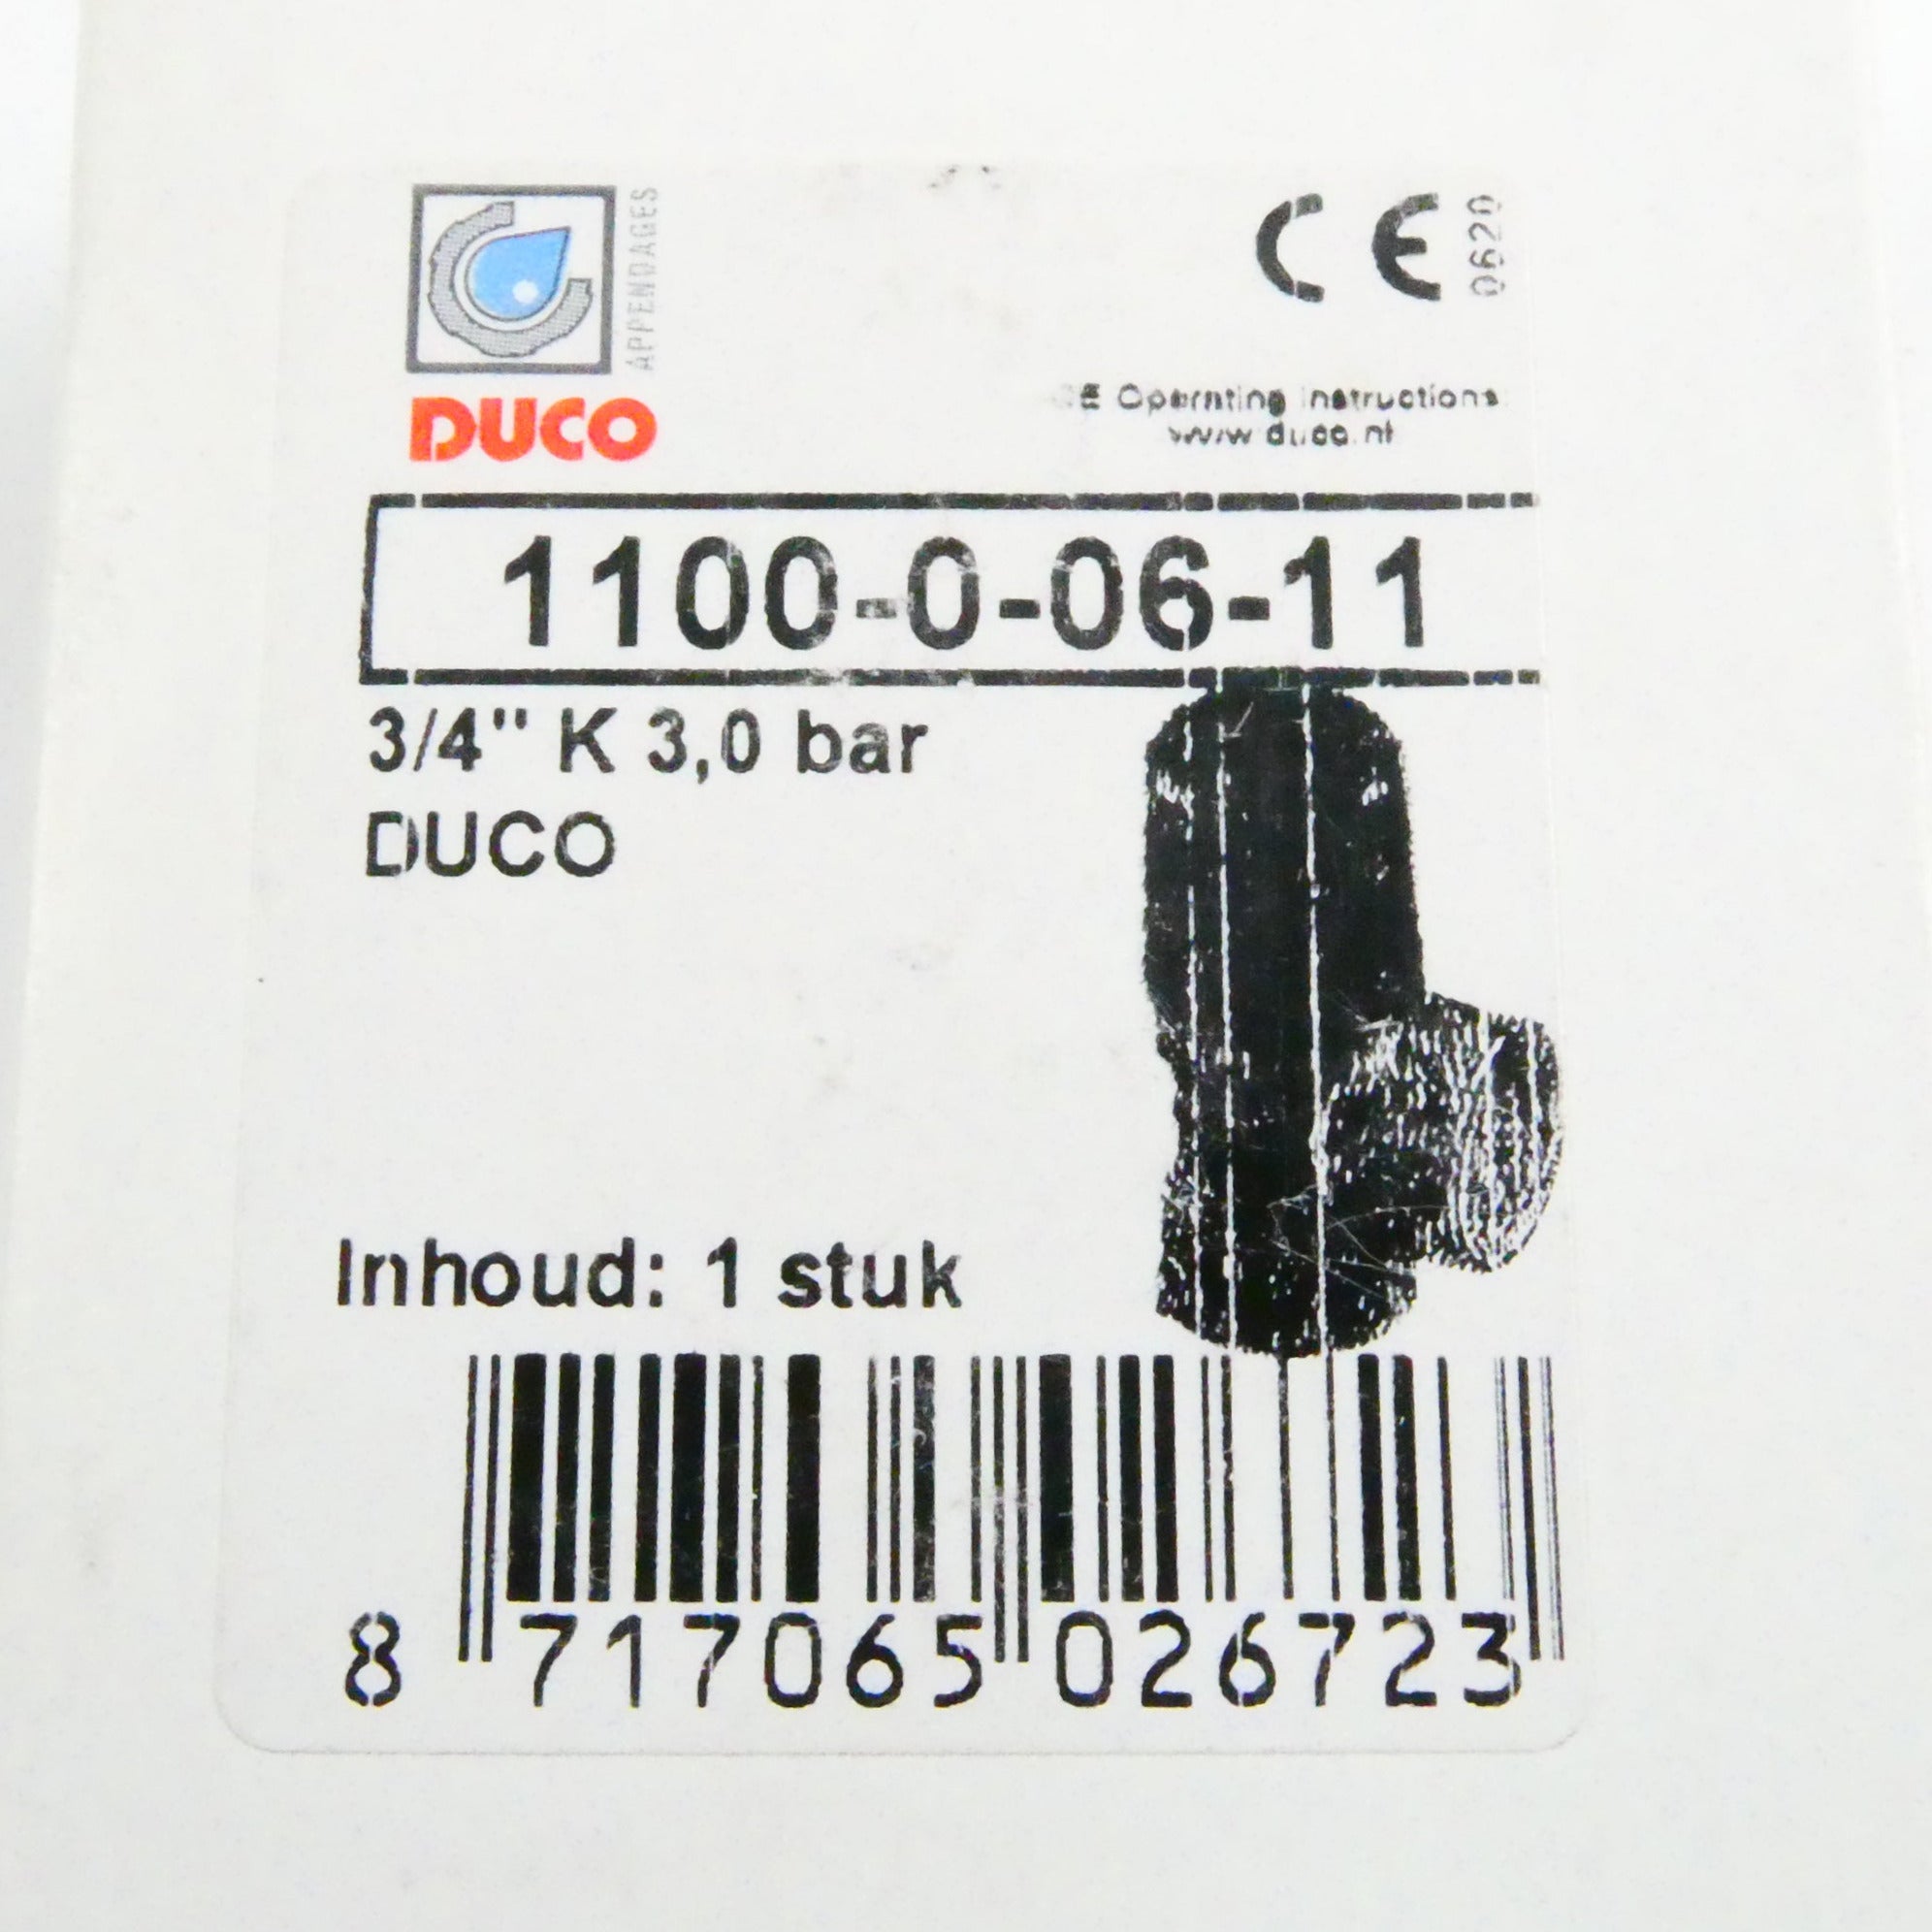 APPENDAGES
DUCO
CE 0620
CE Operating instructions:
www.duco.nl
1100-0-06-11
3/4" K 3,0 bar
DUCO
Inhoud: 1 stuk
8 717065 026723